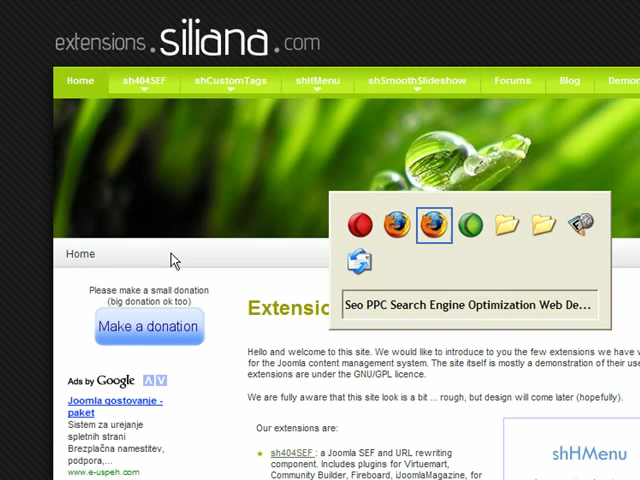 extensions.siliana.com
Home sh404SEF shCustomTags shHMenu shSmoothSlideshow Forums Blog
Home
Seo PPC Search Engine Optimization Web De...
Please make a small donation
(big donation ok too)
Make a donation
Ads by Google
Joomla gostovanje -
paket
Sistem za urejanje
spletnih strani
Brezplačna namestitev,
podpora,...
www.e-uspeh.com
Hello and welcome to this site. We would like to introduce to you the few extensions we have
for the Joomla content management system. The site itself is mostly a demonstration of their
extensions are under the GNU/GPL licence.
We are fully aware that this site look is a bit ... rough, but design will come later (hopefully).
Our extensions are:
sh404SEF : a Joomla SEF and URL rewriting
component. Includes plugins for Virtuemart,
Community Builder, Fireboard, iJoomlaMagazine, for
shHMenu